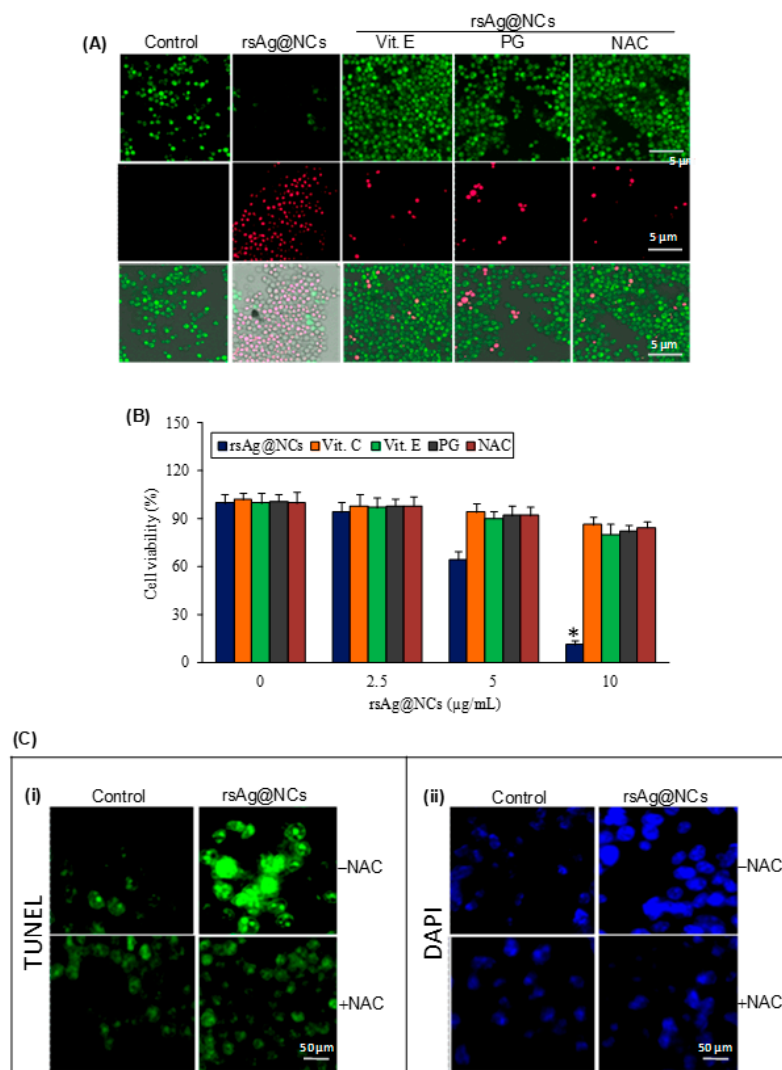 rsAg@NCs
(A) Control rsAg@NCs Vit. E PG NAC
5 µm
5 µm
5 µm
(B)
150
120
90
60
30
0
Cell viability (%)
rsAg@NCs Vit. C Vit. E PG NAC
*
0 2.5 5 10
rsAg@NCs (µg/mL)
(C)
(i) Control rsAg@NCs
TUNEL
–NAC
+NAC
50 µm
(ii) Control rsAg@NCs
DAPI
–NAC
+NAC
50 µm